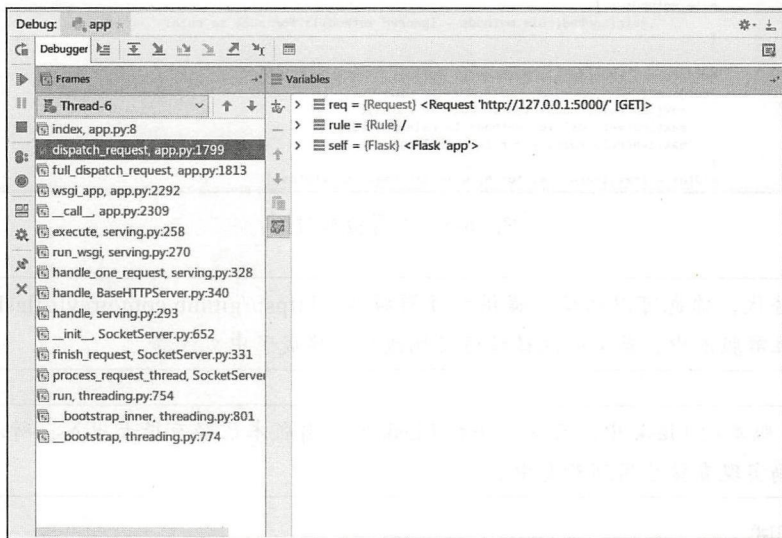 Debug: app
Debugger
Frames
Variables
Thread-6
index, app.py:8
dispatch_request, app.py:1799
full_dispatch_request, app.py:1813
wsgi_app, app.py:2292
__call__, app.py:2309
execute, serving.py:258
run_wsgi, serving.py:270
handle_one_request, serving.py:328
handle, BaseHTTPServer.py:340
handle, serving.py:293
__init__, SocketServer.py:652
finish_request, SocketServer.py:331
process_request_thread, SocketServer
run, threading.py:754
__bootstrap_inner, threading.py:801
__bootstrap, threading.py:774
req = {Request} <Request 'http://127.0.0.1:5000/' [GET]>
rule = {Rule} /
self = {Flask} <Flask 'app'>